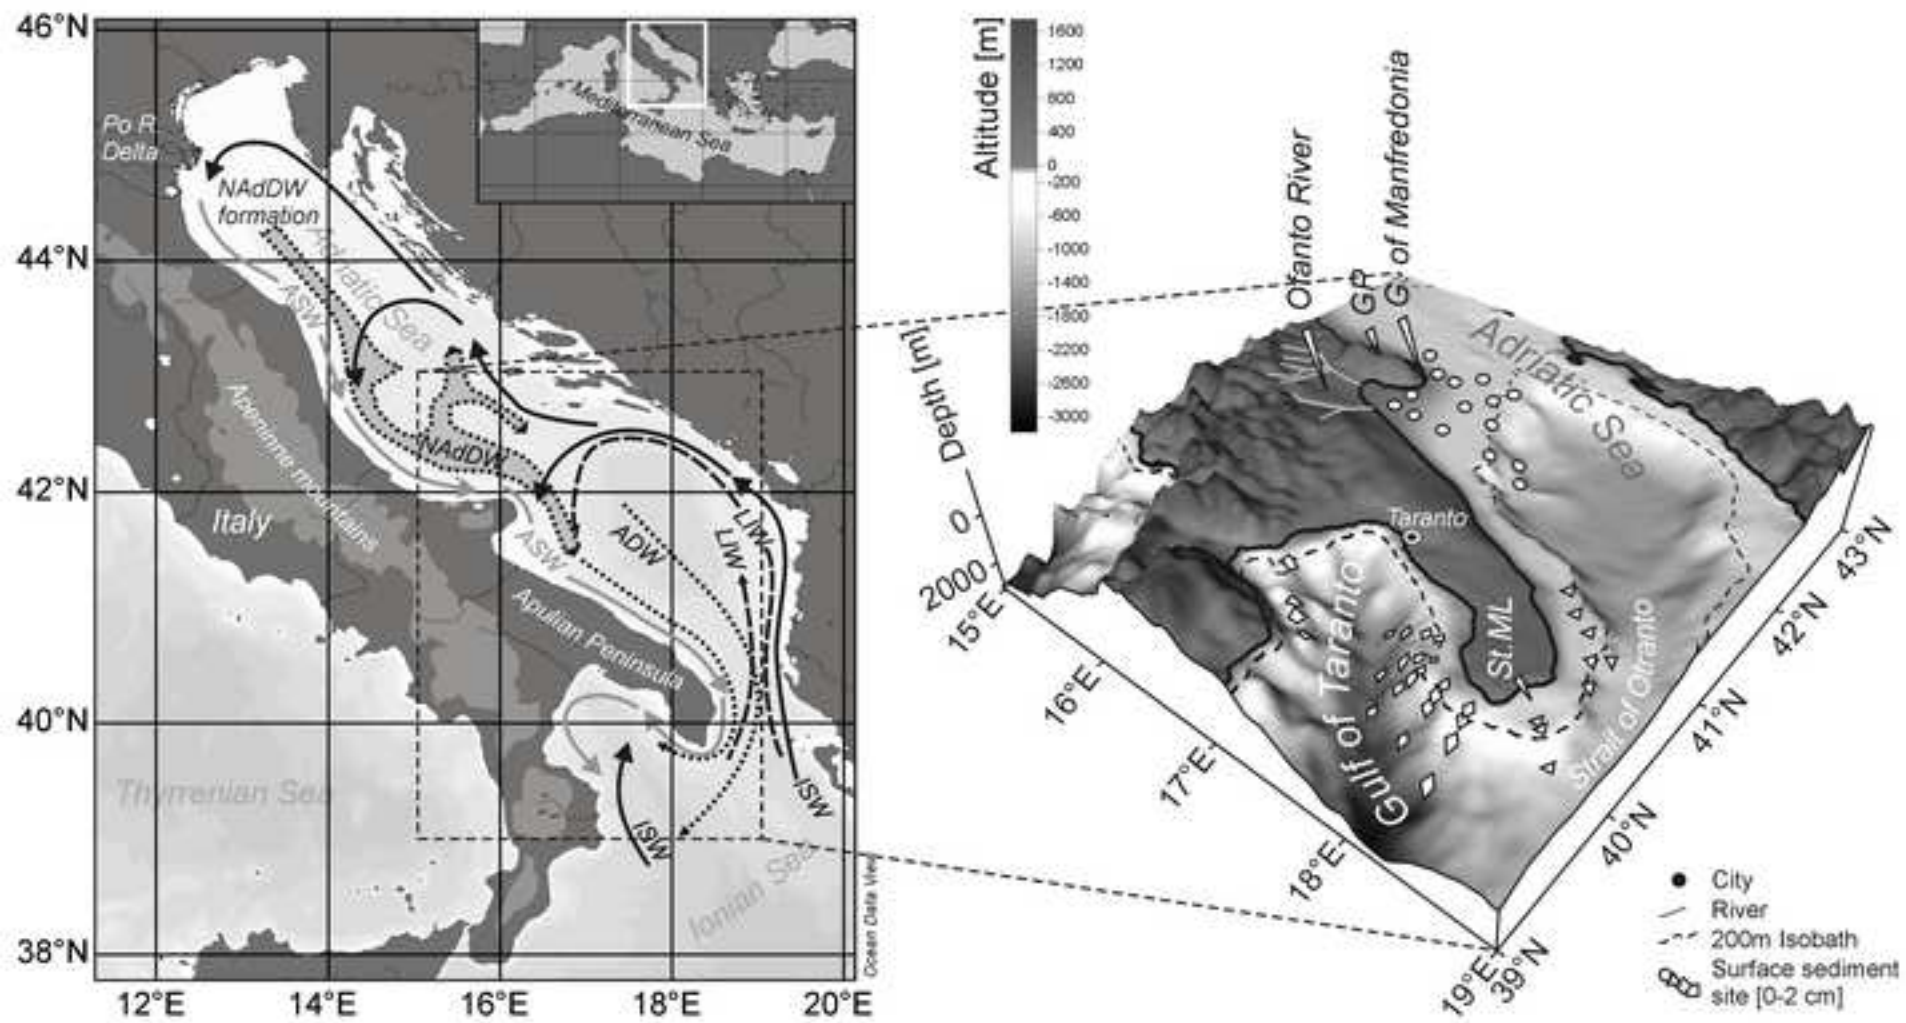 46°N
44°N
42°N
40°N
38°N
12°E
14°E
16°E
18°E
20°E
Po R.
Delta
NAdDW
formation
Adriatic
Sea
ASW
Mediterranean Sea
Apennine mountains
Italy
NAdDW
ASW
ADW
LIW
LIW
Apulian Peninsula
Thyrrenian Sea
ISW
ISW
Ionian Sea
Ocean Data View
Altitude [m]
1600
1200
800
400
0
-200
-600
-1000
-1400
-1800
-2200
-2600
-3000
Depth [m]
0
2000
Ofanto River
GP
G. of Manfredonia
Adriatic Sea
Taranto
Gulf of Taranto
St.ML
Strait of Otranto
15°E
16°E
17°E
18°E
19°E
39°N
40°N
41°N
42°N
43°N
City
River
200m Isobath
Surface sediment
site [0-2 cm]